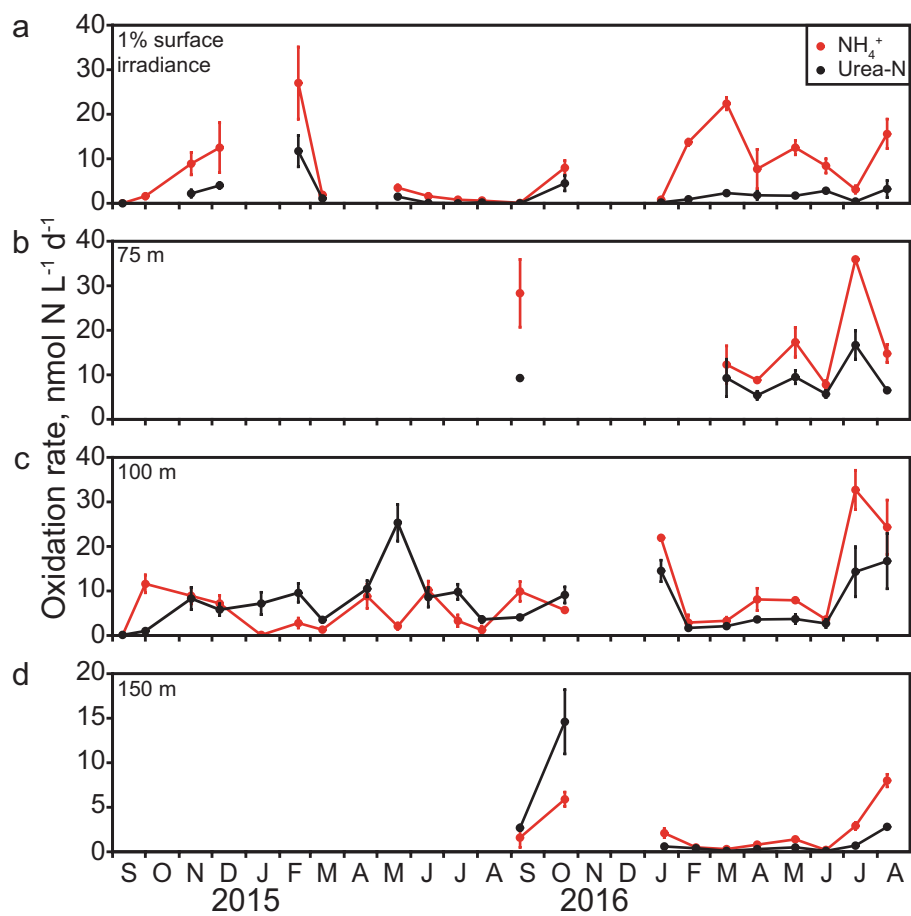 a
1% surface
irradiance
NH₄⁺
Urea-N
40
30
20
10
0
b
75 m
40
30
20
10
0
Oxidation rate, nmol N L⁻¹ d⁻¹
c
100 m
40
30
20
10
0
d
150 m
20
15
10
5
0
S O N D J F M A M J J A S O N D J F M A M J J A
2015 2016